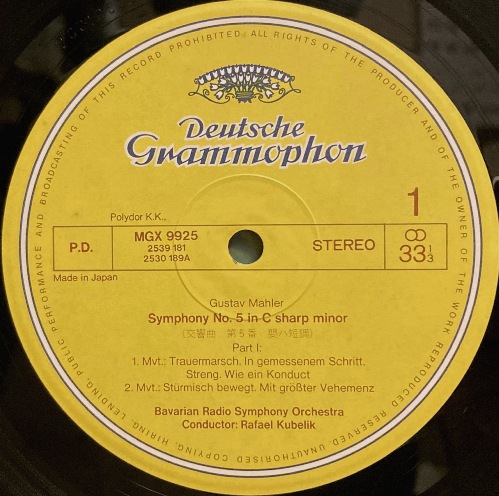 PROHIBITED. ALL RIGHTS OF THE PRODUCER AND OF THE OWNER OF THE WORK REPRODUCED RESERVED. UNAUTHORISED COPYING, HIRING, LENDING, PUBLIC PERFORMANCE AND BROADCASTING OF THIS RECORD
Deutsche
Grammophon
1
Polydor K.K.,
P.D.
MGX 9925
2539 181
2530 189A
STEREO
33 1/3
Made in Japan
Gustav Mahler
Symphony No. 5 in C sharp minor
(交響曲 第5番 嬰ハ短調)
Part I:
1. Mvt.: Trauermarsch. In gemessenem Schritt.
Streng. Wie ein Konduct
2. Mvt.: Stürmisch bewegt. Mit größter Vehemenz
Bavarian Radio Symphony Orchestra
Conductor: Rafael Kubelik